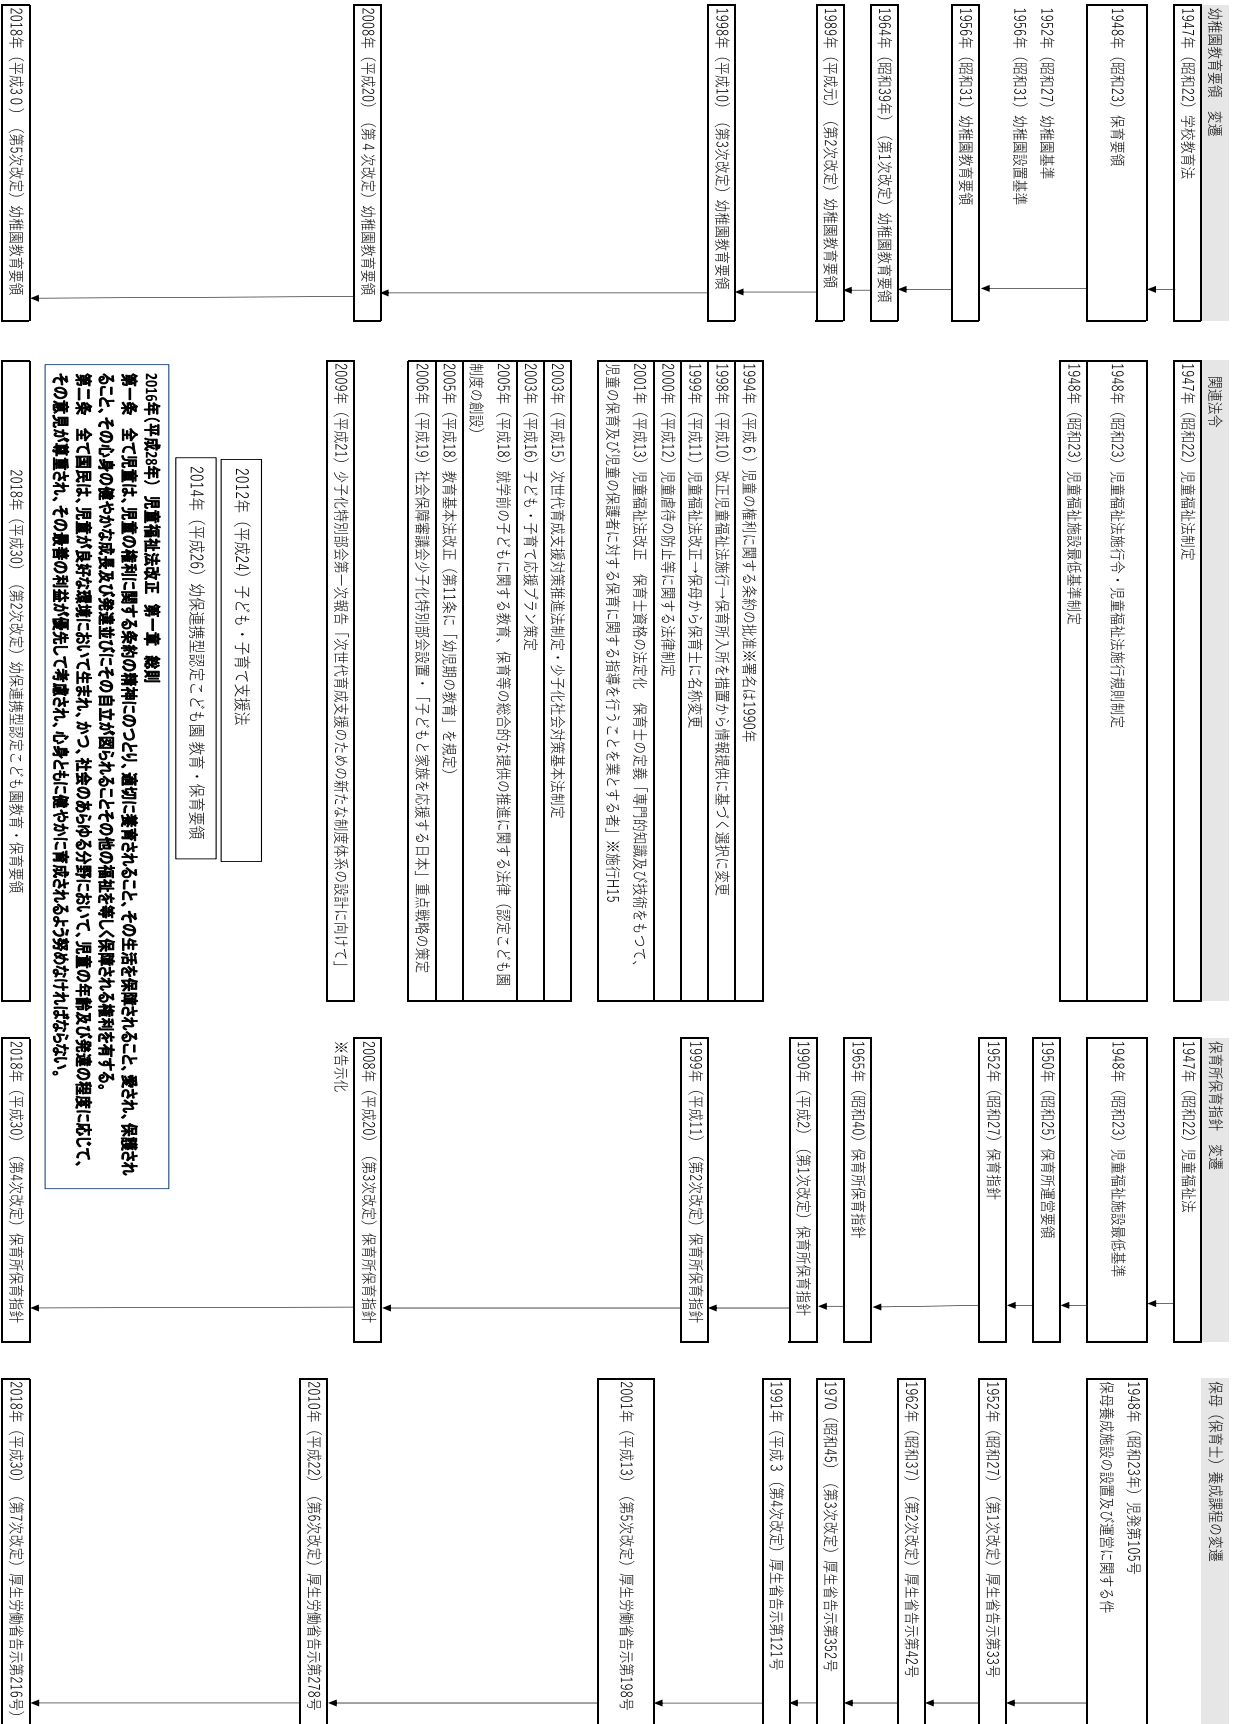 幼稚園教育要領 変遷
1947年（昭和22）学校教育法
1948年（昭和23）保育要領
1952年（昭和27）幼稚園基準
1956年（昭和31）幼稚園設置基準
1956年（昭和31）幼稚園教育要領
1964年（昭和39年）（第1次改定）幼稚園教育要領
1989年（平成元）（第2次改定）幼稚園教育要領
1998年（平成10）（第3次改定）幼稚園教育要領
2008年（平成20）（第４次改定）幼稚園教育要領
2018年（平成３０）（第5次改定）幼稚園教育要領
関連法令
1947年（昭和22）児童福祉法制定
1948年（昭和23）児童福祉法施行令・児童福祉法施行規則制定
1948年（昭和23）児童福祉施設最低基準制定
1994年（平成６）児童の権利に関する条約の批准※署名は1990年
1998年（平成10）改正児童福祉法施行→保育所入所を措置から情報提供に基づく選択に変更
1999年（平成11）児童福祉法改正→保母から保育士に名称変更
2000年（平成12）児童虐待の防止等に関する法律制定
2001年（平成13）児童福祉法改正　保育士資格の法定化　保育士の定義「専門的知識及び技術をもつて、
児童の保育及び児童の保護者に対する保育に関する指導を行うことを業とする者」※施行H15
2003年（平成15）次世代育成支援対策推進法制定・少子化社会対策基本法制定
2003年（平成16）子ども・子育て応援プラン策定
2005年（平成18）就学前の子どもに関する教育、保育等の総合的な提供の推進に関する法律（認定こども園
制度の創設）
2005年（平成18）教育基本法改正（第11条に「幼児期の教育」を規定）
2006年（平成19）社会保障審議会少子化特別部会設置・「子どもと家族を応援する日本」重点戦略の策定
2009年（平成21）少子化特別部会第一次報告「次世代育成支援のための新たな制度体系の設計に向けて」
2012年（平成24）子ども・子育て支援法
2014年（平成26）幼保連携型認定こども園 教育・保育要領
2016年(平成28年) 児童福祉法改正 第一章 総則
第一条 全て児童は、児童の権利に関する条約の精神にのつとり、適切に養育されること、その生活を保障されること、愛され、保護され
ること、その心身の健やかな成長及び発達並びにその自立が図られることその他の福祉を等しく保障される権利を有する。
第二条 全て国民は、児童が良好な環境において生まれ、かつ、社会のあらゆる分野において、児童の年齢及び発達の程度に応じて、
その意見が尊重され、その最善の利益が優先して考慮され、心身ともに健やかに育成されるよう努めなければならない。
2018年（平成30）（第2次改定）幼保連携型認定こども園教育・保育要領
保育所保育指針 変遷
1947年（昭和22）児童福祉法
1948年（昭和23）児童福祉施設最低基準
1950年（昭和25）保育所運営要領
1952年（昭和27）保育指針
1965年（昭和40）保育所保育指針
1990年（平成2）（第1次改定）保育所保育指針
1999年（平成11）（第2次改定）保育所保育指針
2008年（平成20）（第3次改定）保育所保育指針
※告示化
2018年（平成30）（第4次改定）保育所保育指針
保母（保育士）養成課程の変遷
1948年（昭和23年）児発第105号
保母養成施設の設置及び運営に関する件
1952年（昭和27）（第1次改定）厚生省告示第33号
1962年（昭和37）（第2次改定）厚生省告示第42号
1970（昭和45）（第3次改定）厚生省告示第352号
1991年（平成３（第4次改定）厚生省告示第121号
2001年（平成13）（第5次改定）厚生労働省告示第198号
2010年（平成22）（第6次改定）厚生労働省告示第278号
2018年（平成30）（第7次改定）厚生労働省告示第216号）